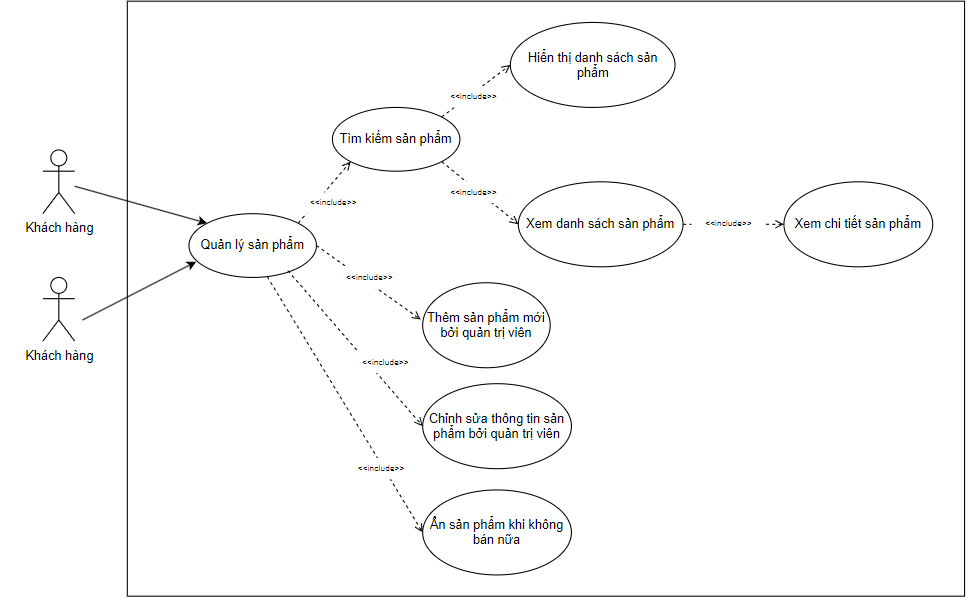 Hiển thị danh sách sản
phẩm
<<include>>
Tìm kiếm sản phẩm
<<include>>
<<include>>
Xem danh sách sản phẩm
<<include>>
Xem chi tiết sản phẩm
Khách hàng
Quản lý sản phẩm
<<include>>
Thêm sản phẩm mới
bởi quản trị viên
Khách hàng
<<include>>
Chỉnh sửa thông tin sản
phẩm bởi quản trị viên
<<include>>
Ẩn sản phẩm khi không
bán nữa